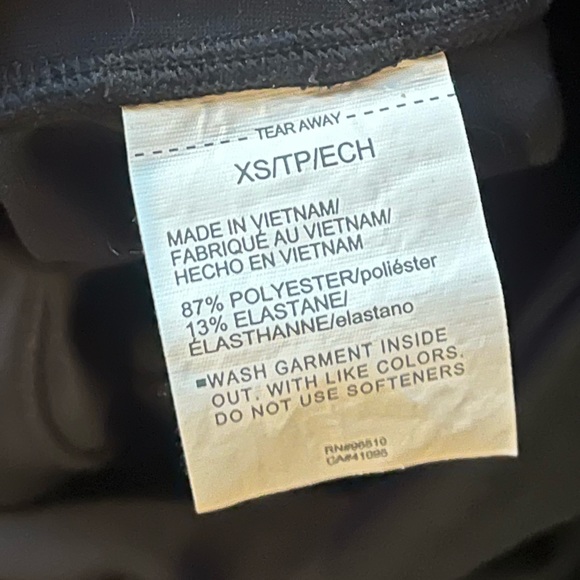 TEAR AWAY
XS/TP/ECH
MADE IN VIETNAM/
FABRIQUÉ AU VIETNAM/
HECHO EN VIETNAM
87% POLYESTER/poliéster
13% ELASTANE/
ÉLASTHANNE/elastano
WASH GARMENT INSIDE
OUT. WITH LIKE COLORS.
DO NOT USE SOFTENERS
RN#96510
CA#41095